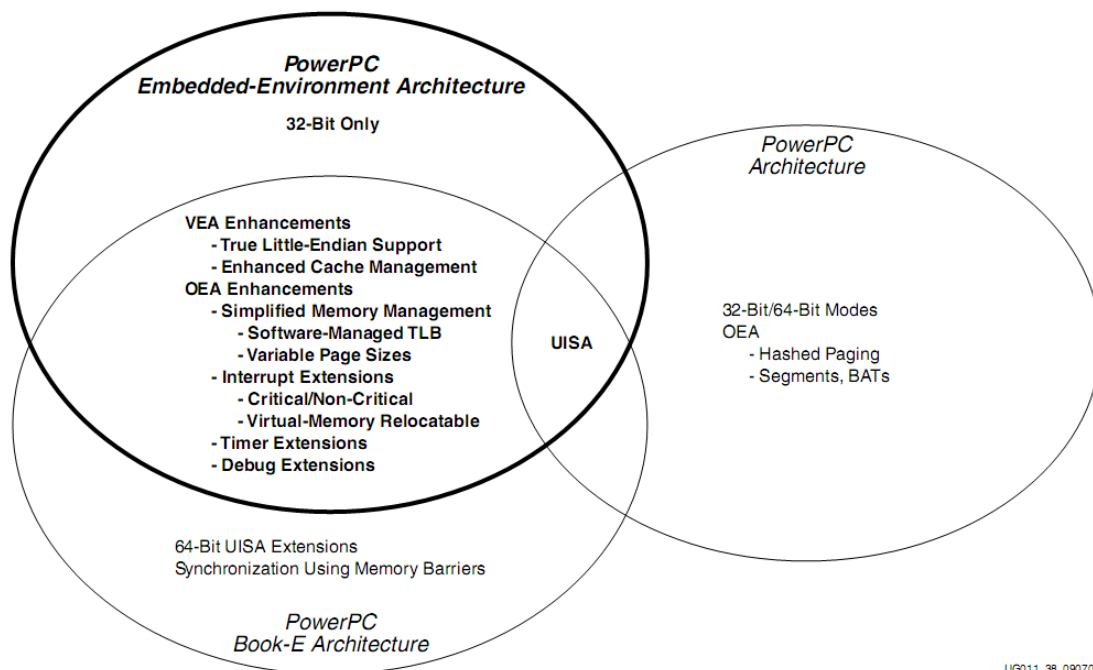 PowerPC
Embedded-Environment Architecture
32-Bit Only
PowerPC
Architecture
VEA Enhancements
- True Little-Endian Support
- Enhanced Cache Management
OEA Enhancements
- Simplified Memory Management
- Software-Managed TLB
- Variable Page Sizes
- Interrupt Extensions
- Critical/Non-Critical
- Virtual-Memory Relocatable
- Timer Extensions
- Debug Extensions
UISA
32-Bit/64-Bit Modes
OEA
- Hashed Paging
- Segments, BATs
64-Bit UISA Extensions
Synchronization Using Memory Barriers
PowerPC
Book-E Architecture